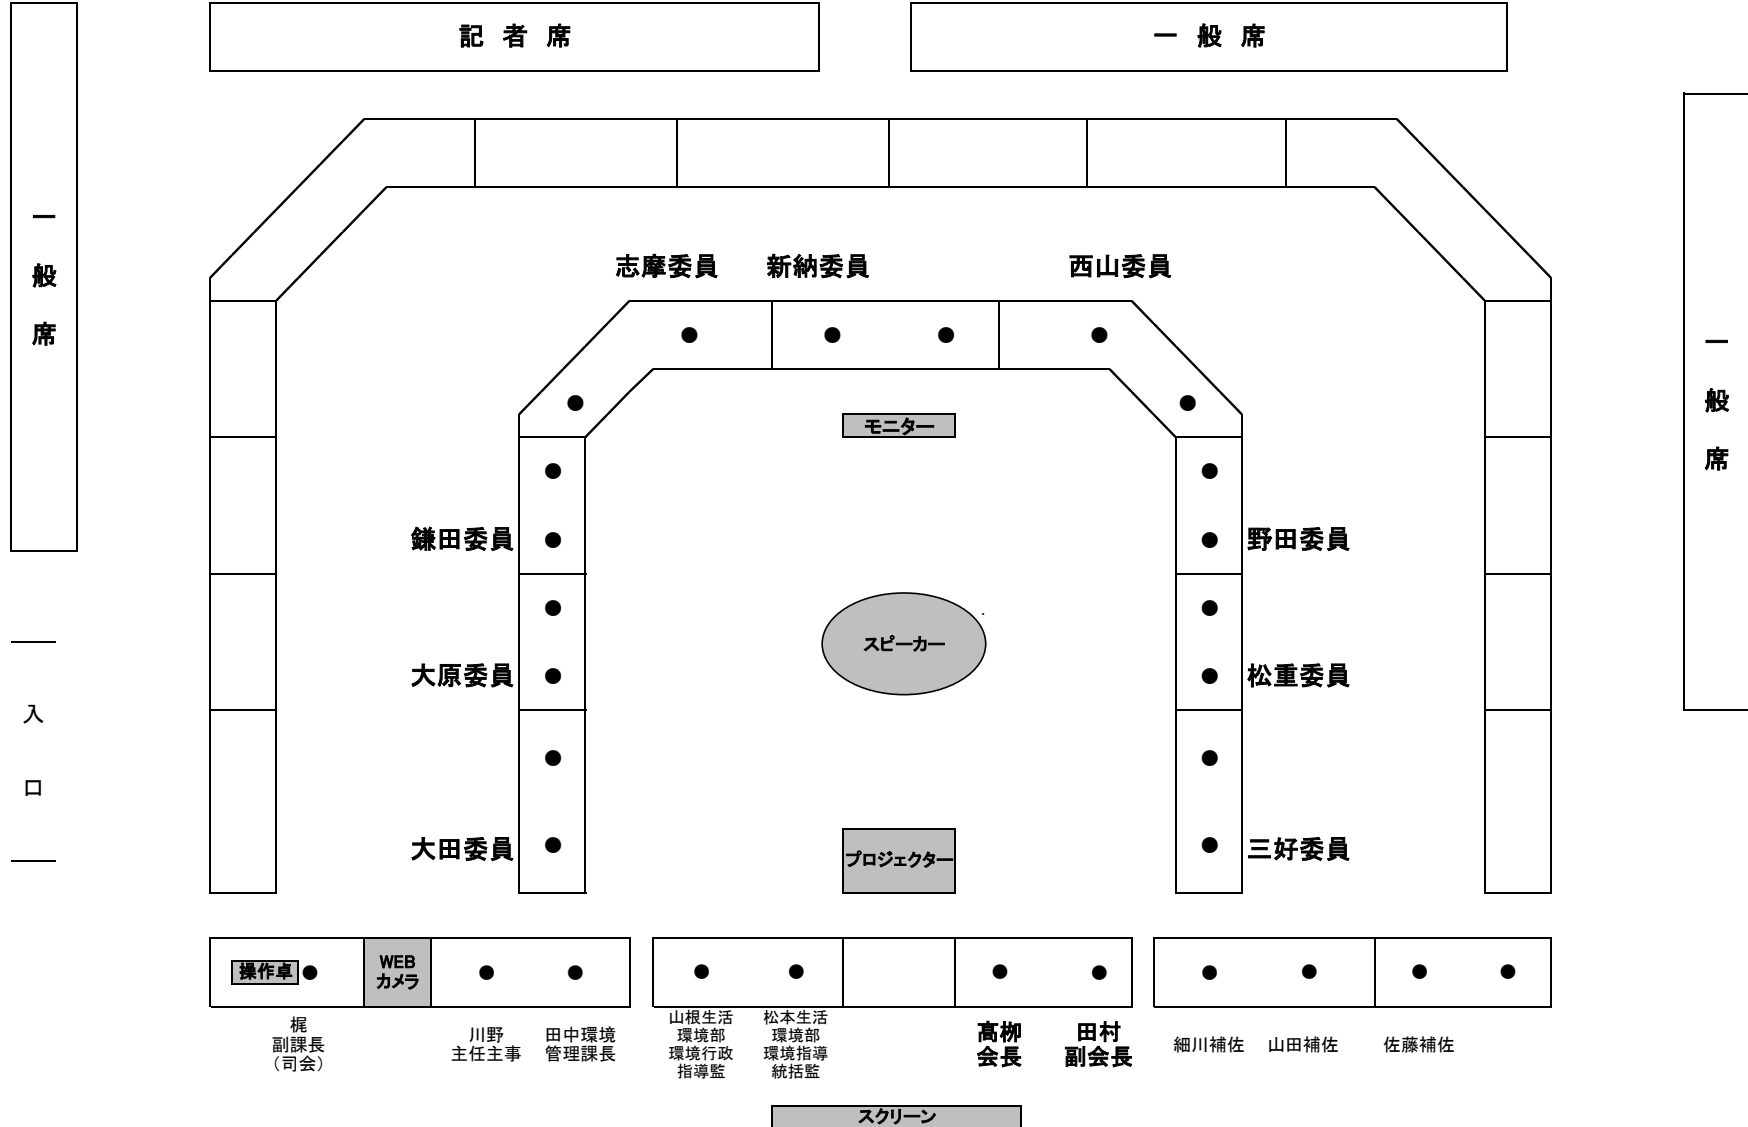 記者席
一般席
一般席
一般席
志摩委員
新納委員
西山委員
モニター
鎌田委員
野田委員
スピーカー
大原委員
松重委員
入口
大田委員
プロジェクター
三好委員
操作卓
WEB
カメラ
梶
副課長
（司会）
川野
主任主事
田中環境
管理課長
山根生活
環境部
環境行政
指導監
松本生活
環境部
環境指導
統括監
髙栁
会長
田村
副会長
細川補佐
山田補佐
佐藤補佐
スクリーン